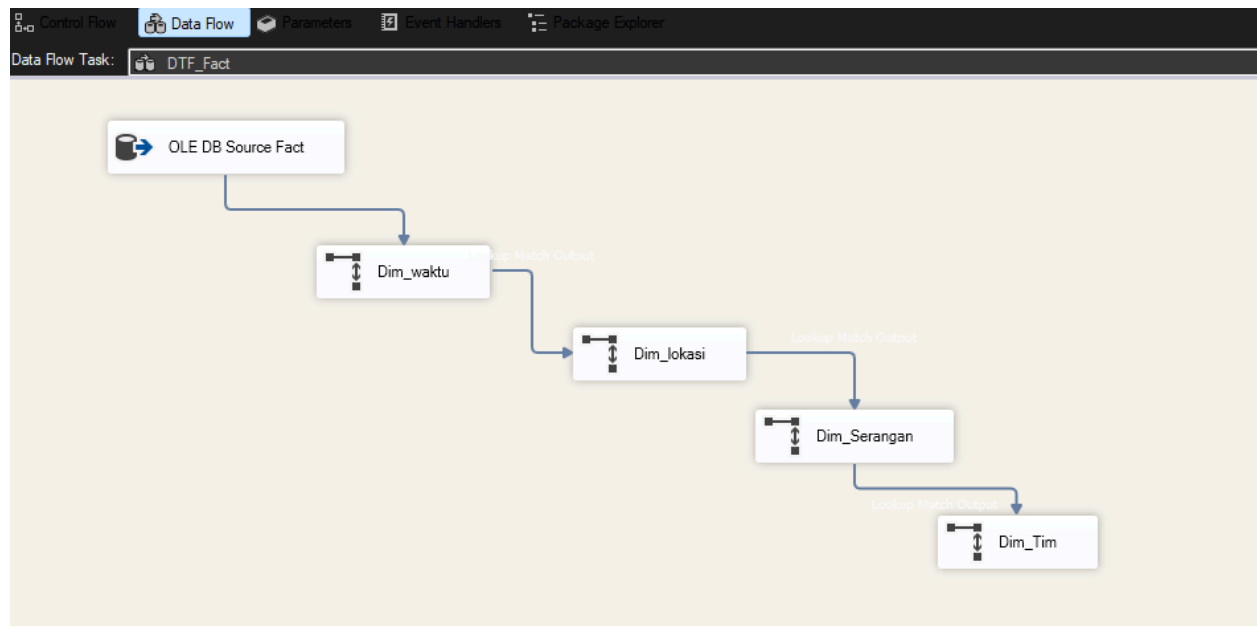 Control Flow Data Flow Parameters Event Handlers Package Explorer
Data Flow Task: DTF_Fact
OLE DB Source Fact
Lookup Match Output
Dim_waktu
Lookup Match Output
Dim_lokasi
Dim_Serangan
Lookup Match Output
Dim_Tim